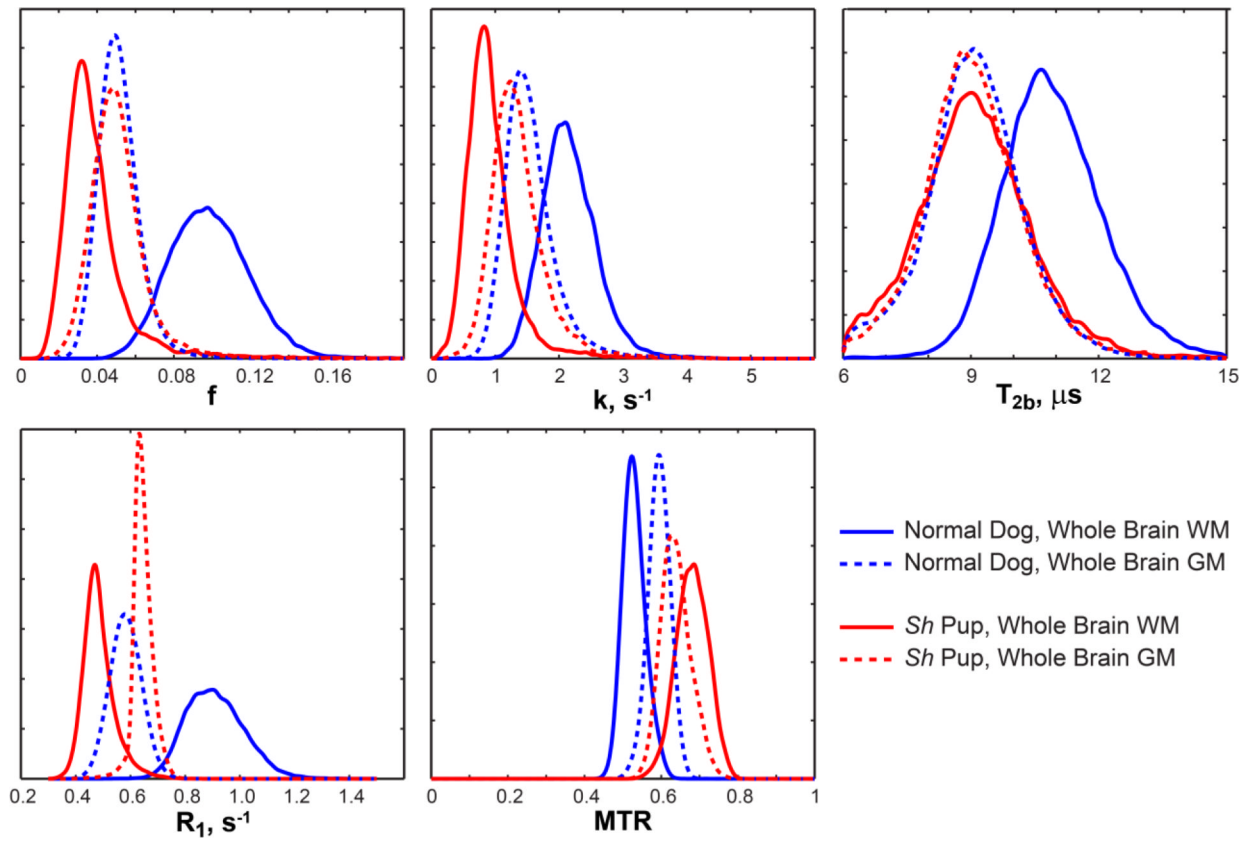 0 0.04 0.08 0.12 0.16
f
0 1 2 3 4 5
k, s⁻¹
6 9 12 15
T₂b, μs
0.2 0.4 0.6 0.8 1.0 1.2 1.4
R₁, s⁻¹
0 0.2 0.4 0.6 0.8 1
MTR
Normal Dog, Whole Brain WM
Normal Dog, Whole Brain GM
Sh Pup, Whole Brain WM
Sh Pup, Whole Brain GM